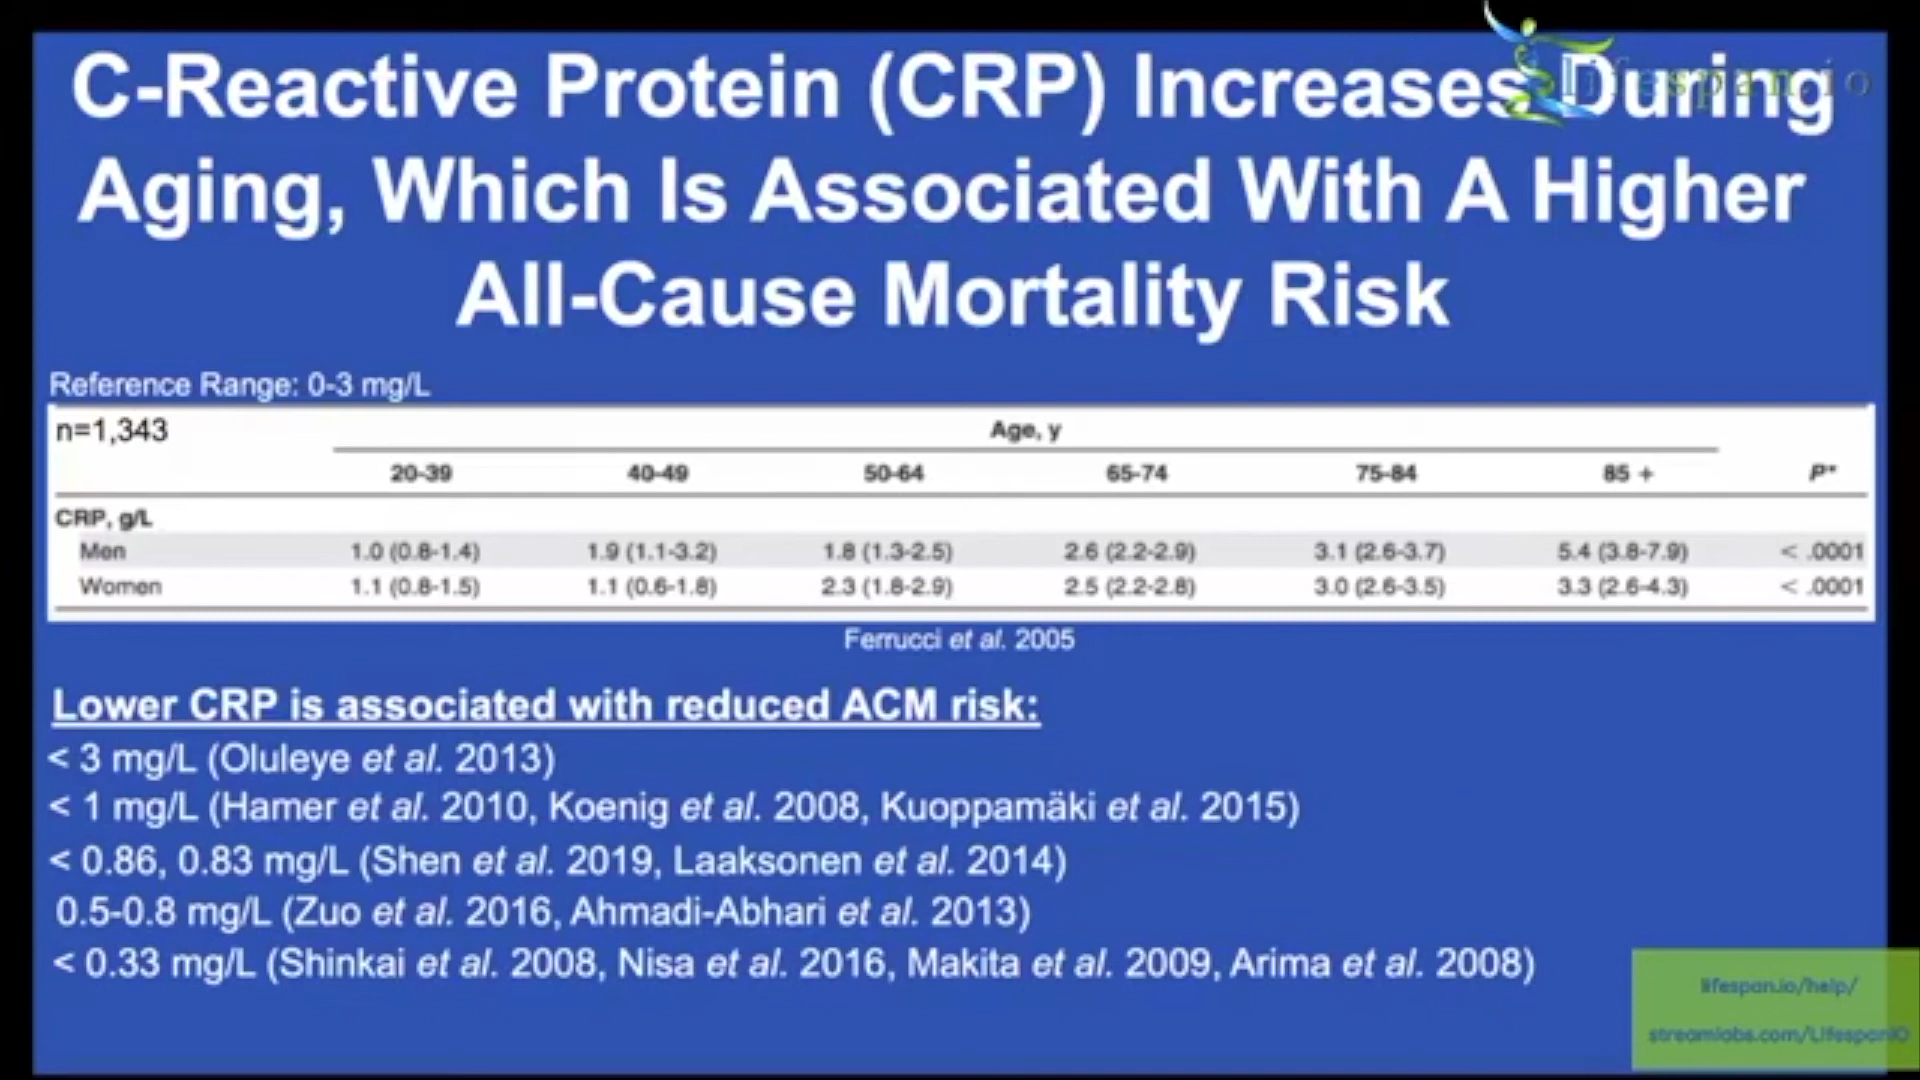 lifespan.io
C-Reactive Protein (CRP) Increases During
Aging, Which Is Associated With A Higher
All-Cause Mortality Risk
Reference Range: 0-3 mg/L
n=1,343 Age, y
20-39 40-49 50-64 65-74 75-84 85 + P*
CRP, g/L
Men 1.0 (0.8-1.4) 1.9 (1.1-3.2) 1.8 (1.3-2.5) 2.6 (2.2-2.9) 3.1 (2.6-3.7) 5.4 (3.8-7.9) < .0001
Women 1.1 (0.8-1.5) 1.1 (0.6-1.8) 2.3 (1.8-2.9) 2.5 (2.2-2.8) 3.0 (2.6-3.5) 3.3 (2.6-4.3) < .0001
Ferrucci et al. 2005
Lower CRP is associated with reduced ACM risk:
< 3 mg/L (Oluleye et al. 2013)
< 1 mg/L (Hamer et al. 2010, Koenig et al. 2008, Kuoppamäki et al. 2015)
< 0.86, 0.83 mg/L (Shen et al. 2019, Laaksonen et al. 2014)
0.5-0.8 mg/L (Zuo et al. 2016, Ahmadi-Abhari et al. 2013)
< 0.33 mg/L (Shinkai et al. 2008, Nisa et al. 2016, Makita et al. 2009, Arima et al. 2008)
lifespan.io/help/
streamlabs.com/LifespanIO